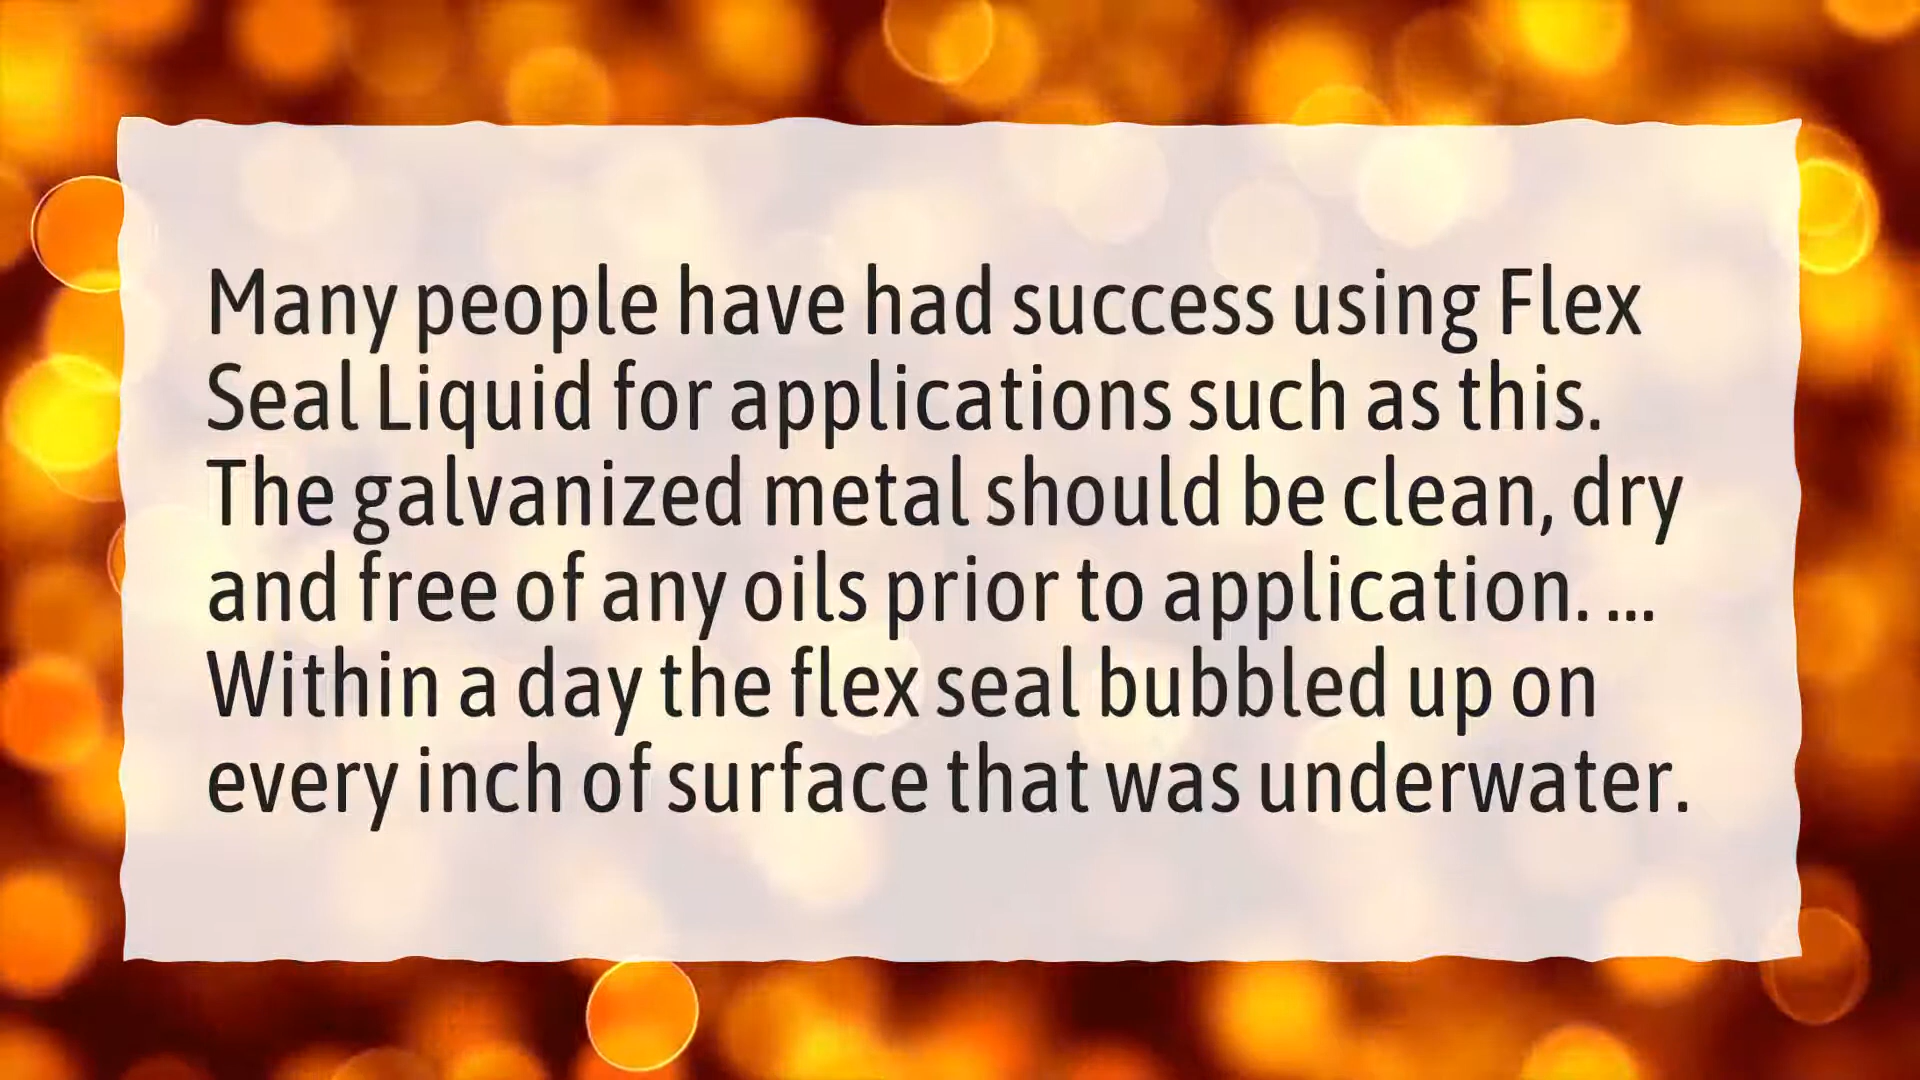 Many people have had success using Flex
Seal Liquid for applications such as this.
The galvanized metal should be clean, dry
and free of any oils prior to application. ...
Within a day the flex seal bubbled up on
every inch of surface that was underwater.